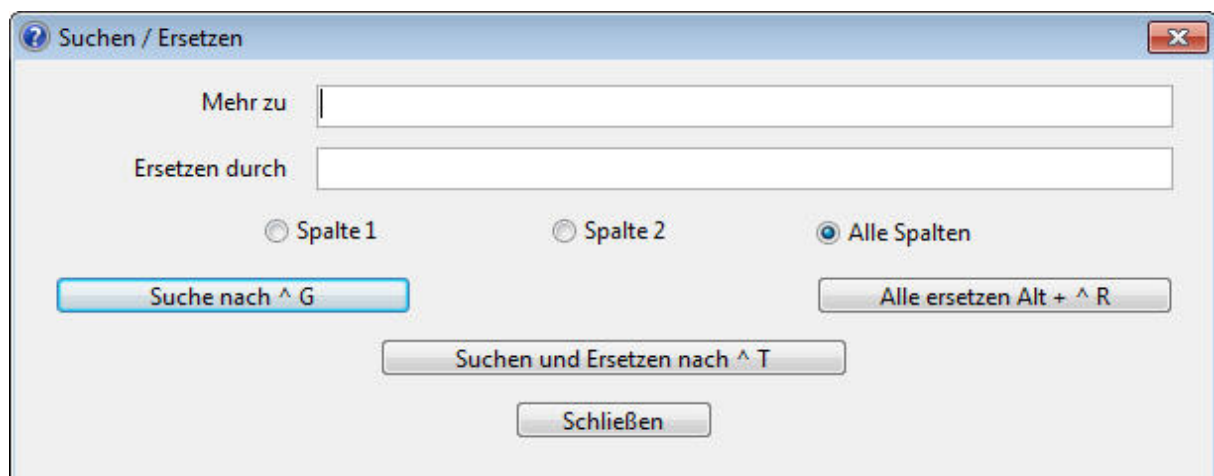 Suchen / Ersetzen
Mehr zu
Ersetzen durch
Spalte 1 Spalte 2 Alle Spalten
Suche nach ^ G Alle ersetzen Alt + ^ R
Suchen und Ersetzen nach ^ T
Schließen